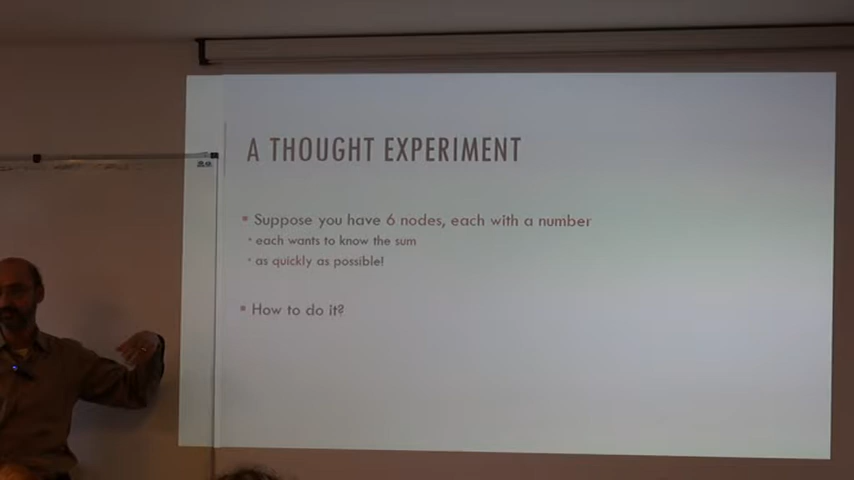 A THOUGHT EXPERIMENT
Suppose you have 6 nodes, each with a number
each wants to know the sum
as quickly as possible!
How to do it?